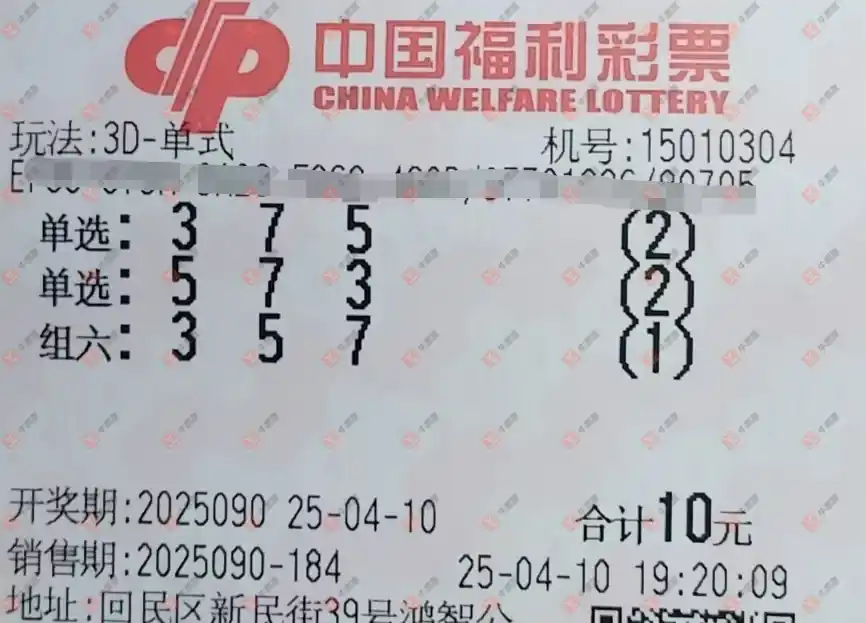 中国福利彩票
CHINA WELFARE LOTTERY
玩法:3D-单式 机号:15010304
单选: 3 7 5 (2)
单选: 5 7 3 (2)
组六: 3 5 7 (1)
开奖期:2025090 25-04-10 合计10元
销售期:2025090-184 25-04-10 19:20:09
地址:回民区新民街39号鸿智公